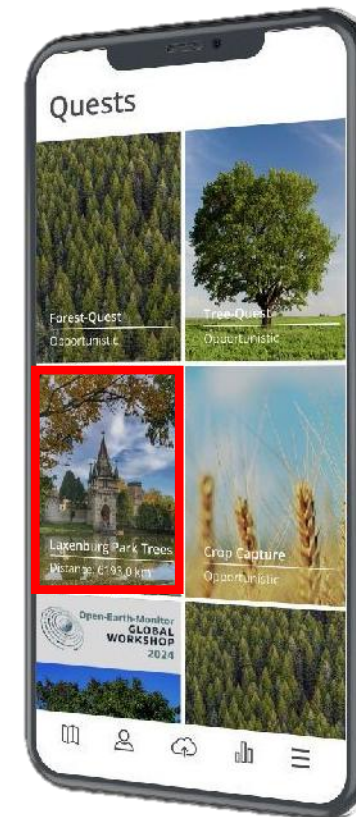 Quests
Forest-Quest
Opportunistic
Tree-Quest
Opportunistic
Laxenburg Park Trees
Distance: 6193,0 km
Crop Capture
Opportunistic
Open-Earth-Monitor
GLOBAL
WORKSHOP
2024